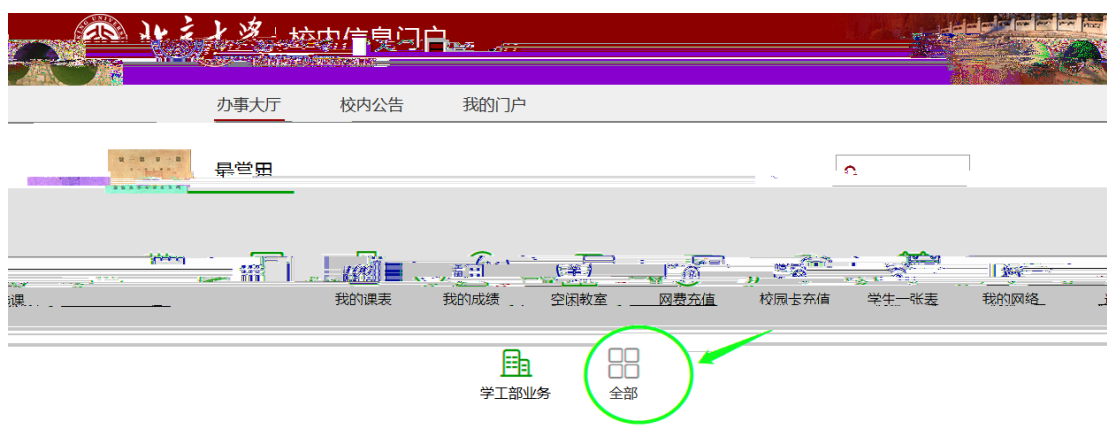 北京大学 校内信息门户
办事大厅 校内公告 我的门户
最常用
我的课表 我的成绩 空闲教室 网费充值 校园卡充值 学生一张表 我的网络
学工部业务 全部